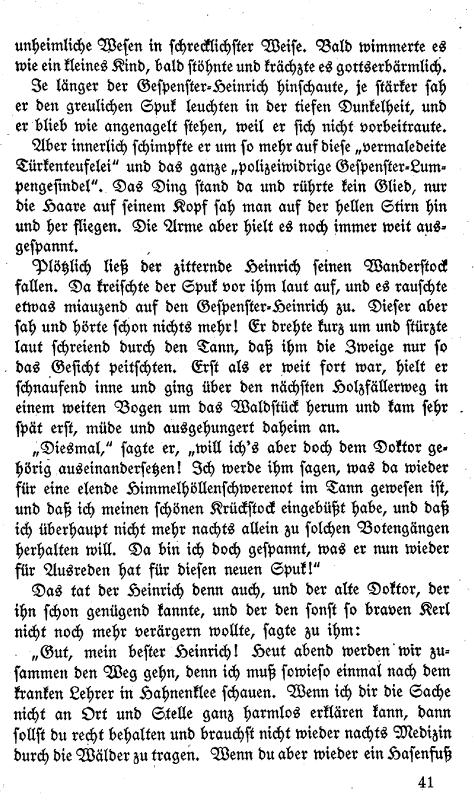 unheimliche Wesen in schrecklichster Weise. Bald wimmerte es
wie ein kleines Kind, bald stöhnte und krächzte es gottserbärmlich.
Je länger der Gespenster-Heinrich hinschaute, je stärker sah
er den greulichen Spuk leuchten in der tiefen Dunkelheit, und
er blieb wie angenagelt stehen, weil er sich nicht vorbeitraute.
Aber innerlich schimpfte er um so mehr auf diese „vermaledeite
Türkenteufelei“ und das ganze „polizeiwidrige Gespenster-Lum-
pengesindel“. Das Ding stand da und rührte kein Glied, nur
die Haare auf seinem Kopf sah man auf der hellen Stirn hin
und her fliegen. Die Arme aber hielt es noch immer weit aus-
gespannt.
Plötzlich ließ der zitternde Heinrich seinen Wanderstock
fallen. Da kreischte der Spuk vor ihm laut auf, und es rauschte
etwas miauzend auf den Gespenster-Heinrich zu. Dieser aber
sah und hörte schon nichts mehr! Er drehte kurz um und stürzte
laut schreiend durch den Tann, daß ihm die Zweige nur so
das Gesicht peitschten. Erst als er weit fort war, hielt er
schnaufend inne und ging über den nächsten Holzfällerweg in
einem weiten Bogen um das Waldstück herum und kam sehr
spät erst, müde und ausgehungert daheim an.
„Diesmal,“ sagte er, „will ich's aber doch dem Doktor ge-
hörig auseinandersetzen! Ich werde ihm sagen, was da wieder
für eine elende Himmelhöllenschwerenot im Tann gewesen ist,
und daß ich meinen schönen Krückstock eingebüßt habe, und daß
ich überhaupt nicht mehr nachts allein zu solchen Botengängen
herhalten will. Da bin ich doch gespannt, was er nun wieder
für Ausreden hat für diesen neuen Spuk!“
Das tat der Heinrich denn auch, und der alte Doktor, der
ihn schon genügend kannte, und der den sonst so braven Kerl
nicht noch mehr verärgern wollte, sagte zu ihm:
„Gut, mein bester Heinrich! Heut abend werden wir zu-
sammen den Weg gehn, denn ich muß sowieso einmal nach dem
kranken Lehrer in Hahnenklee schauen. Wenn ich dir die Sache
nicht an Ort und Stelle ganz harmlos erklären kann, dann
sollst du recht behalten und brauchst nicht wieder nachts Medizin
durch die Wälder zu tragen. Wenn du aber wieder ein Hasenfuß
41